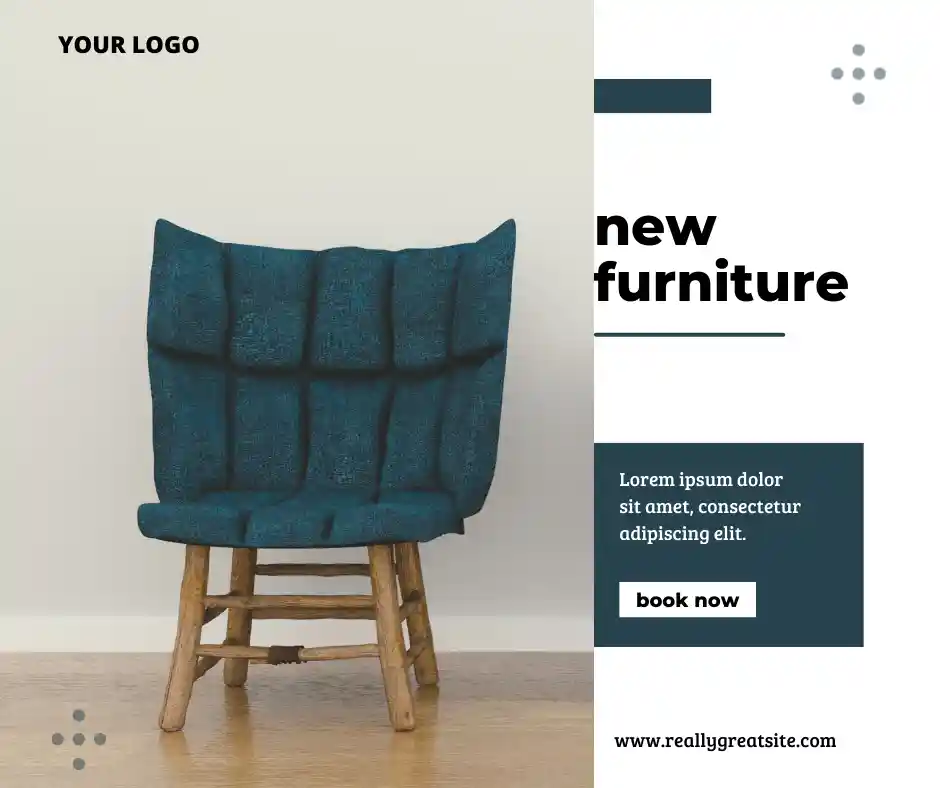 YOUR LOGO
new
furniture
Lorem ipsum dolor
sit amet, consectetur
adipiscing elit.
book now
www.reallygreatsite.com